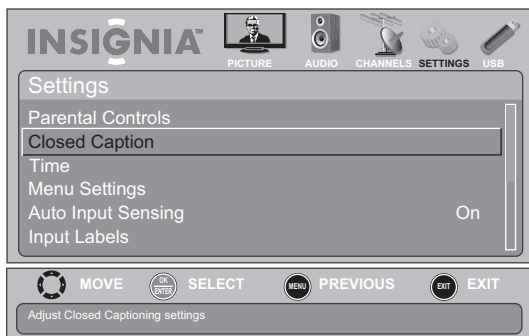 INSIGNIA™
PICTURE AUDIO CHANNELS SETTINGS USB
Settings
Parental Controls
Closed Caption
Time
Menu Settings
Auto Input Sensing On
Input Labels
MOVE OK ENTER SELECT MENU PREVIOUS EXIT EXIT
Adjust Closed Captioning settings